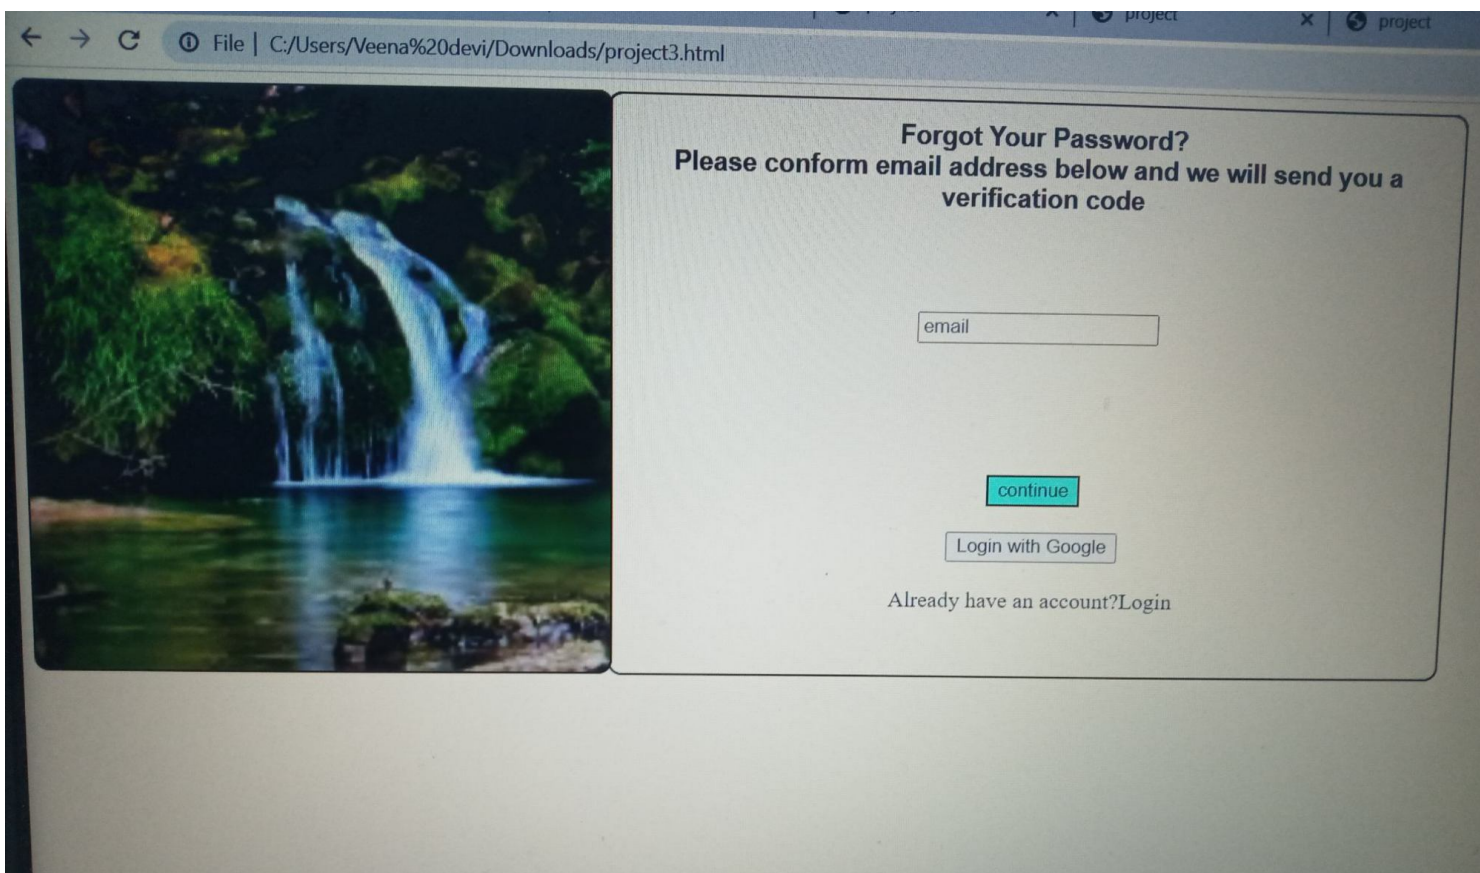 project
project
File | C:/Users/Veena%20devi/Downloads/project3.html
Forgot Your Password?
Please conform email address below and we will send you a
verification code
email
continue
Login with Google
Already have an account?Login